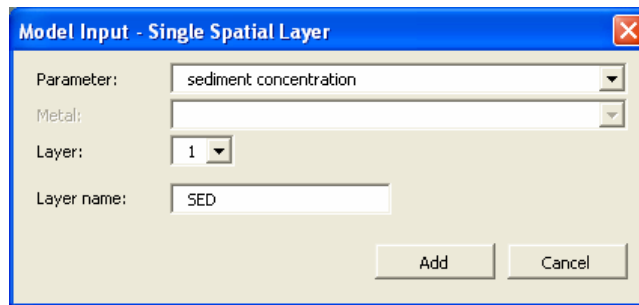 Model Input - Single Spatial Layer
Parameter: sediment concentration
Metal:
Layer: 1
Layer name: SED
Add Cancel